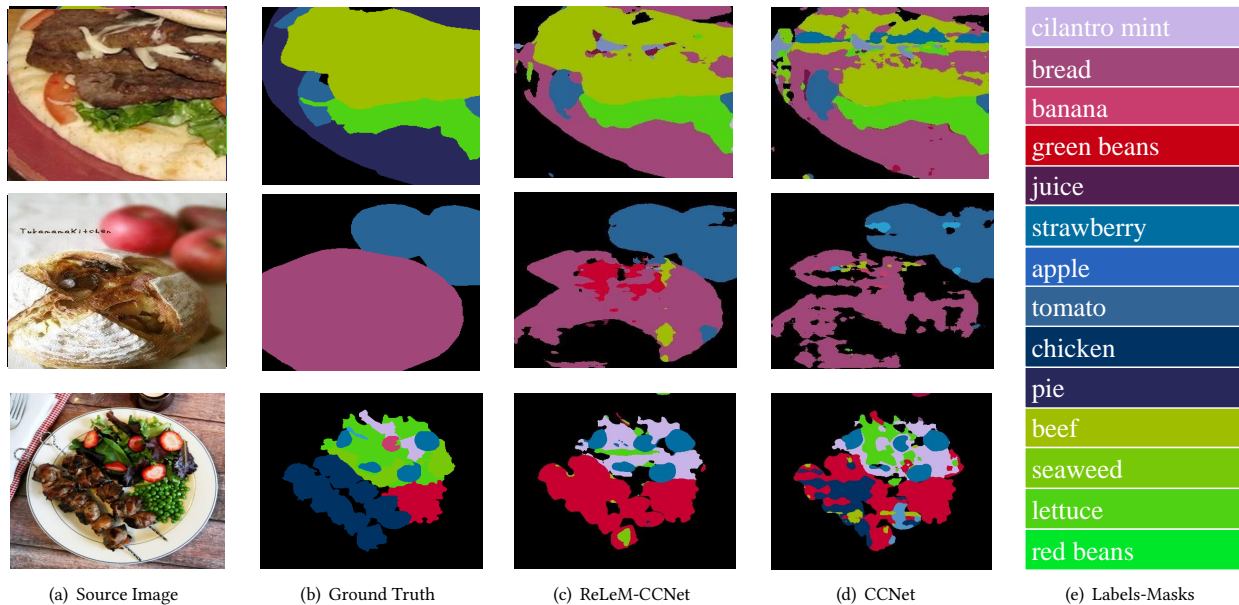 TukamamaKitchen
cilantro mint
bread
banana
green beans
juice
strawberry
apple
tomato
chicken
pie
beef
seaweed
lettuce
red beans
(a) Source Image
(b) Ground Truth
(c) ReLeM-CCNet
(d) CCNet
(e) Labels-Masks